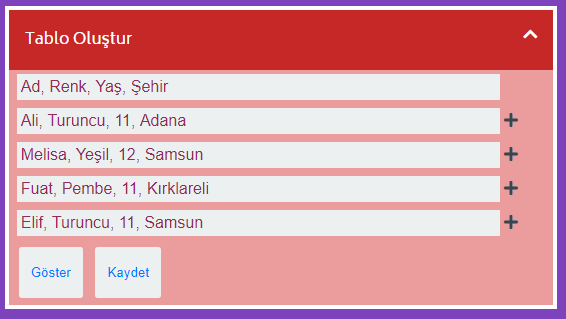 Tablo Oluştur
Ad, Renk, Yaş, Şehir
Ali, Turuncu, 11, Adana
Melisa, Yeşil, 12, Samsun
Fuat, Pembe, 11, Kırklareli
Elif, Turuncu, 11, Samsun
Göster Kaydet